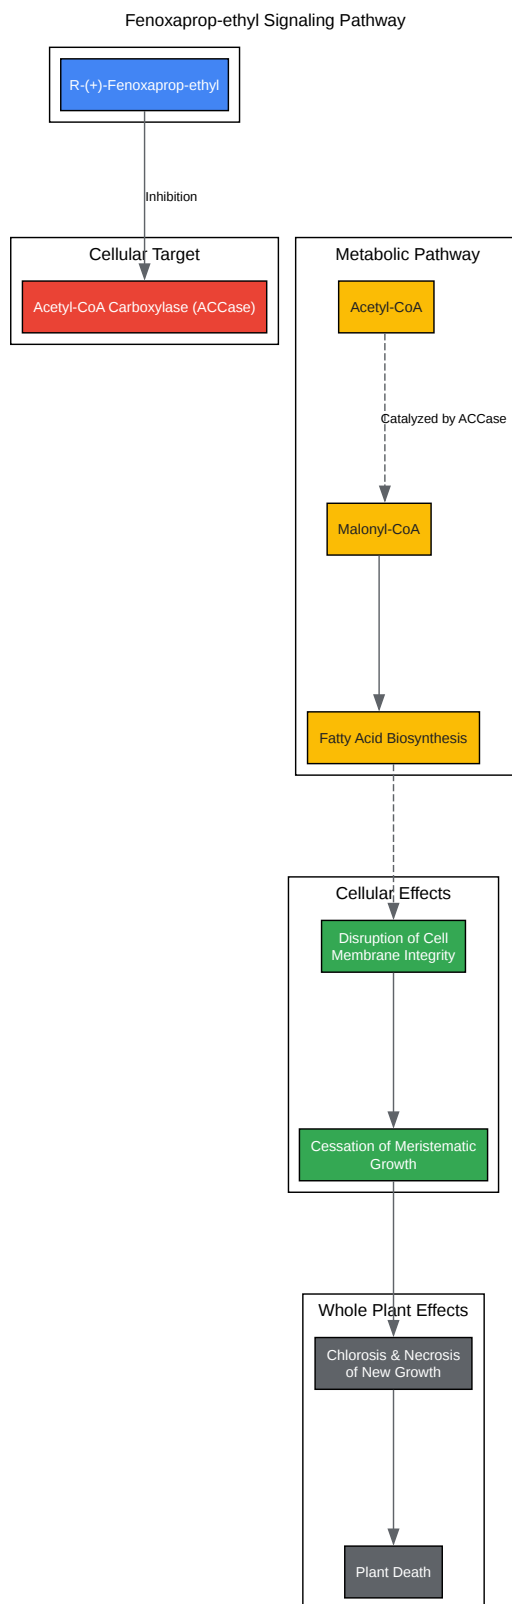 Fenoxaprop-ethyl Signaling Pathway
R-(+)-Fenoxaprop-ethyl
Inhibition
Cellular Target
Acetyl-CoA Carboxylase (ACCase)
Metabolic Pathway
Acetyl-CoA
Catalyzed by ACCase
Malonyl-CoA
Fatty Acid Biosynthesis
Cellular Effects
Disruption of Cell
Membrane Integrity
Cessation of Meristematic
Growth
Whole Plant Effects
Chlorosis & Necrosis
of New Growth
Plant Death